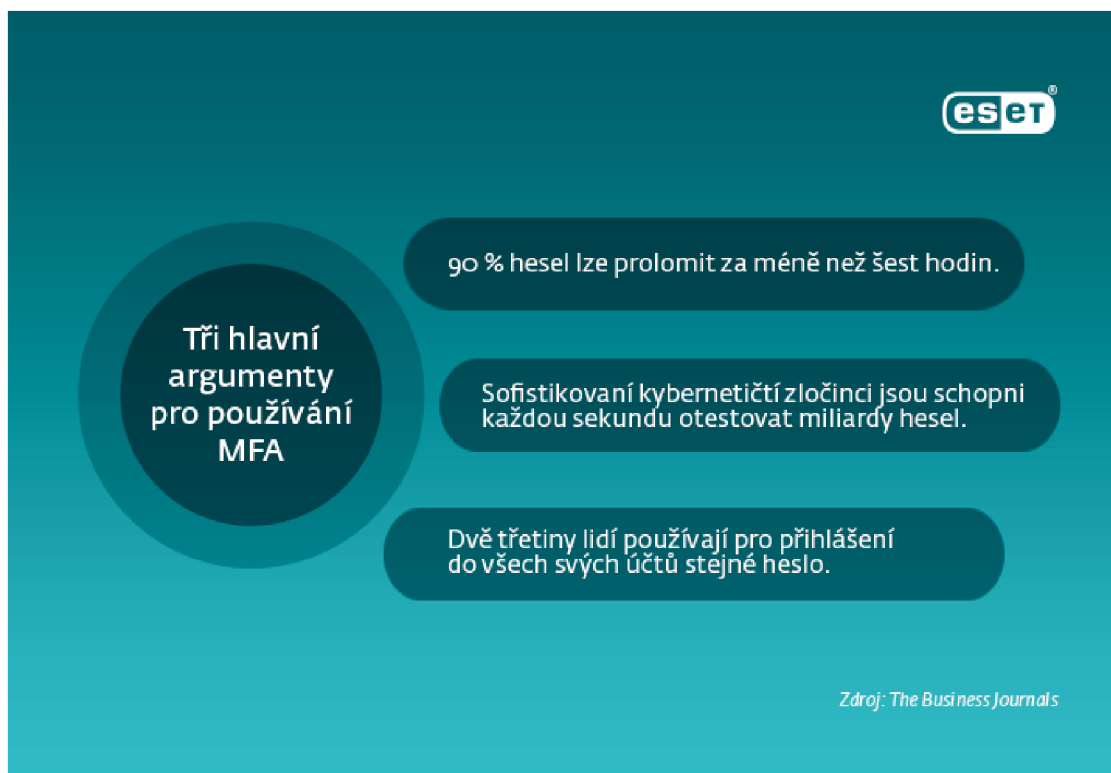 eset®
90 % hesel lze prolomit za méně než šest hodin.
Tři hlavní
argumenty
pro používání
MFA
Sofistikovaní kybernetičtí zločinci jsou schopni
každou sekundu otestovat miliardy hesel.
Dvě třetiny lidí používají pro přihlášení
do všech svých účtů stejné heslo.
Zdroj: The Business Journals